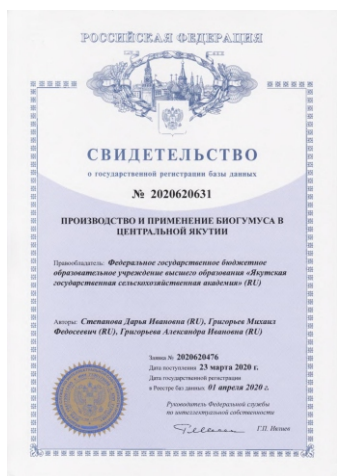 РОССИЙСКАЯ ФЕДЕРАЦИЯ
СВИДЕТЕЛЬСТВО
о государственной регистрации базы данных
№ 2020620631
ПРОИЗВОДСТВО И ПРИМЕНЕНИЕ БИОГУМУСА В
ЦЕНТРАЛЬНОЙ ЯКУТИИ
Правообладатель: Федеральное государственное бюджетное
образовательное учреждение высшего образования «Якутская
государственная сельскохозяйственная академия» (RU)
Авторы: Степанова Дарья Ивановна (RU), Григорьев Михаил
Федосеевич (RU), Григорьева Александра Ивановна (RU)
Заявка № 2020620476
Дата поступления 23 марта 2020 г.
Дата государственной регистрации
в Реестре баз данных 01 апреля 2020 г.
Руководитель Федеральной службы
по интеллектуальной собственности
Г.П. Ивлиев